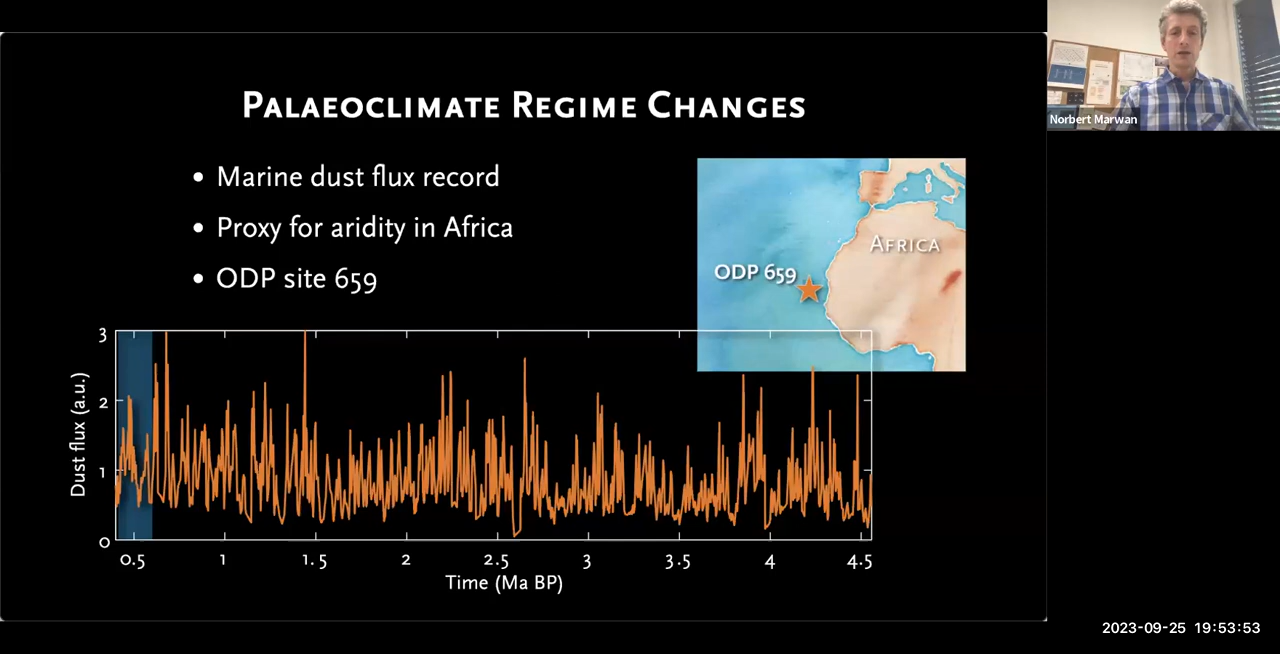 PALAEOCLIMATE REGIME CHANGES
• Marine dust flux record
• Proxy for aridity in Africa
• ODP site 659
AFRICA
ODP 659
3
2
1
0
Dust flux (a.u.)
0.5 1 1.5 2 2.5 3 3.5 4 4.5
Time (Ma BP)
Norbert Marwan
2023-09-25 19:53:53